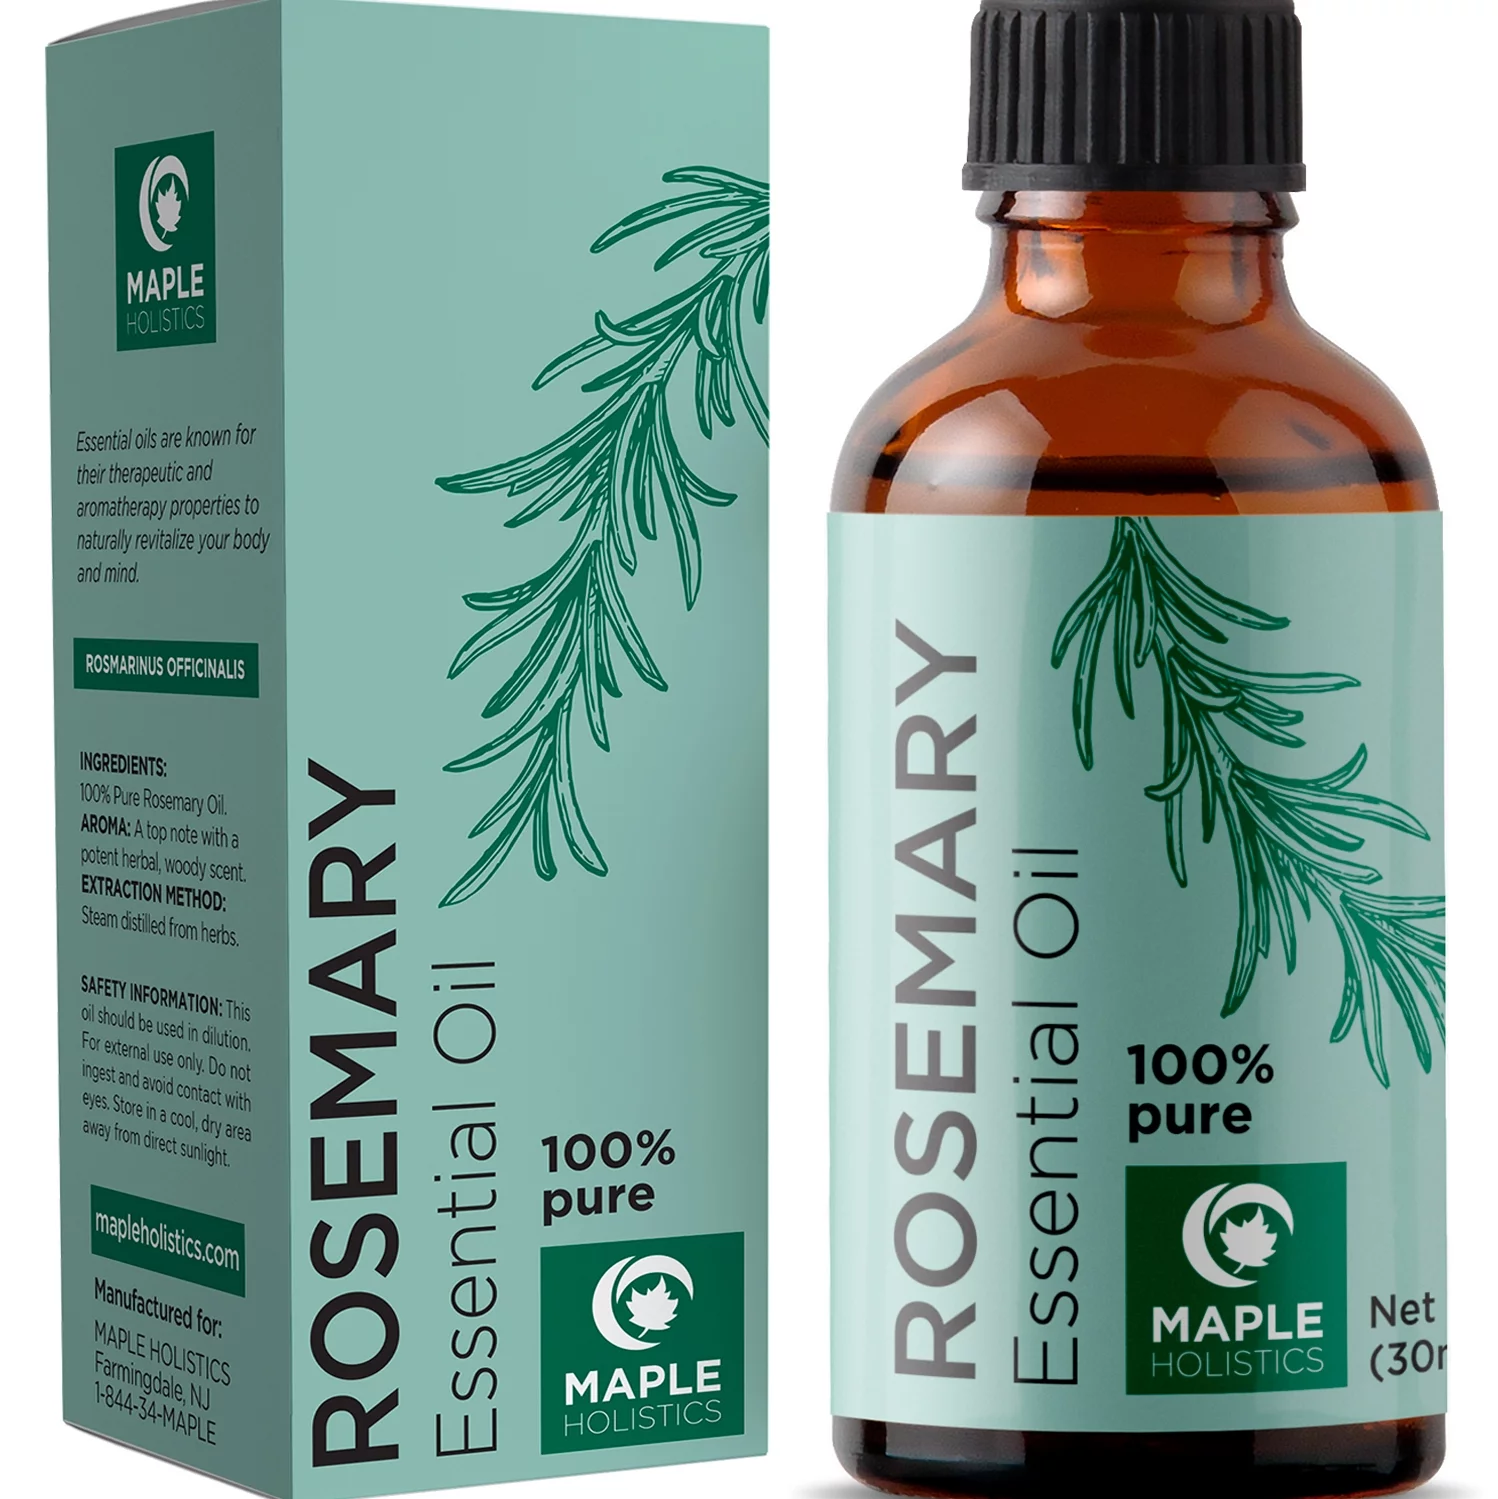 MAPLE
HOLISTICS
Essential oils are known for
their therapeutic and
aromatherapy properties to
naturally revitalize your body
and mind.
ROSMARINUS OFFICINALIS
INGREDIENTS:
100% Pure Rosemary Oil.
AROMA: A top note with a
potent herbal, woody scent.
EXTRACTION METHOD:
Steam distilled from herbs.
SAFETY INFORMATION: This
oil should be used in dilution.
For external use only. Do not
ingest and avoid contact with
eyes. Store in a cool, dry area
away from direct sunlight.
mapleholistics.com
Manufactured for:
MAPLE HOLISTICS
Farmingdale, NJ
1-844-34-MAPLE
ROSEMARY
Essential Oil
100%
pure
MAPLE
HOLISTICS
ROSEMARY
Essential Oil
100%
pure
MAPLE
HOLISTICS
Net